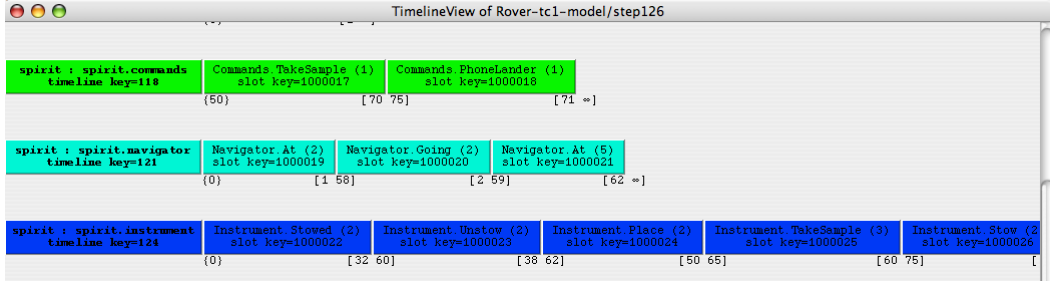 TimelineView of Rover-tc1-model/step126
spirit : spirit.commands
timeline key=118
Commands.TakeSample (1)
slot key=1000017
Commands.PhoneLander (1)
slot key=1000018
{50} [70 75] [71 ∞]
spirit : spirit.navigator
timeline key=121
Navigator.At (2)
slot key=1000019
Navigator.Going (2)
slot key=1000020
Navigator.At (5)
slot key=1000021
{0} [1 58] [2 59] [62 ∞]
spirit : spirit.instrument
timeline key=124
Instrument.Stowed (2)
slot key=1000022
Instrument.Unstow (2)
slot key=1000023
Instrument.Place (2)
slot key=1000024
Instrument.TakeSample (3)
slot key=1000025
Instrument.Stow (2
slot key=1000026
{0} [32 60] [38 62] [50 65] [60 75] [